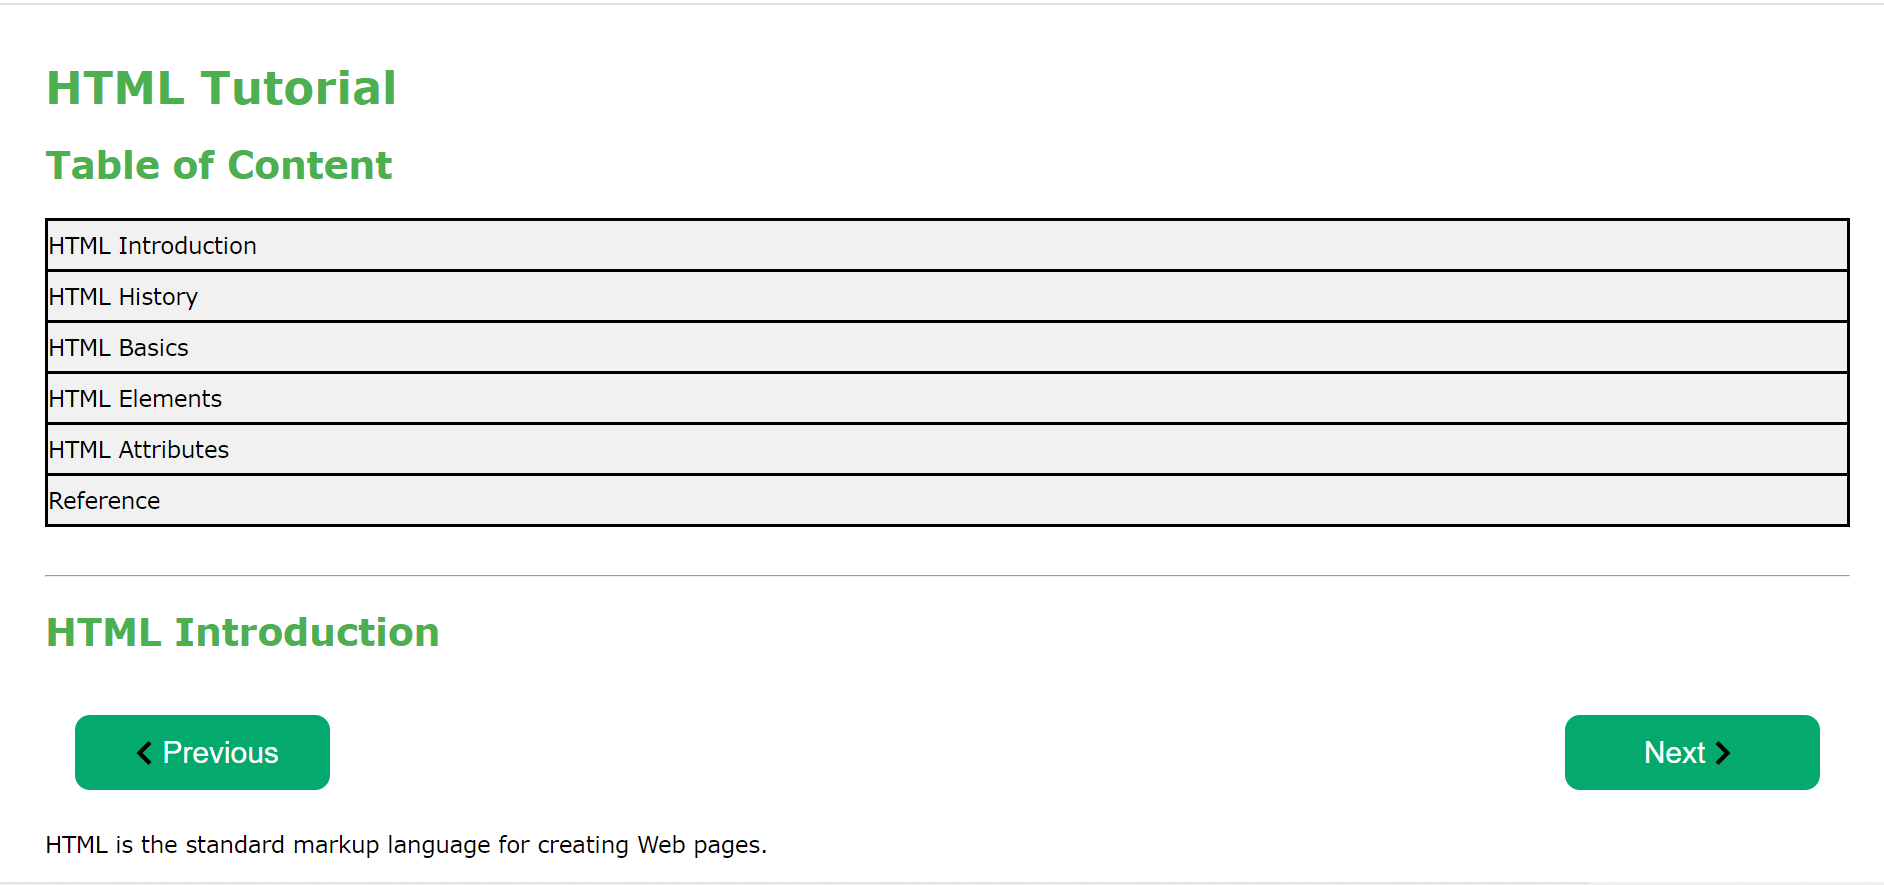 HTML Tutorial
Table of Content
HTML Introduction
HTML History
HTML Basics
HTML Elements
HTML Attributes
Reference
HTML Introduction
Previous
Next
HTML is the standard markup language for creating Web pages.